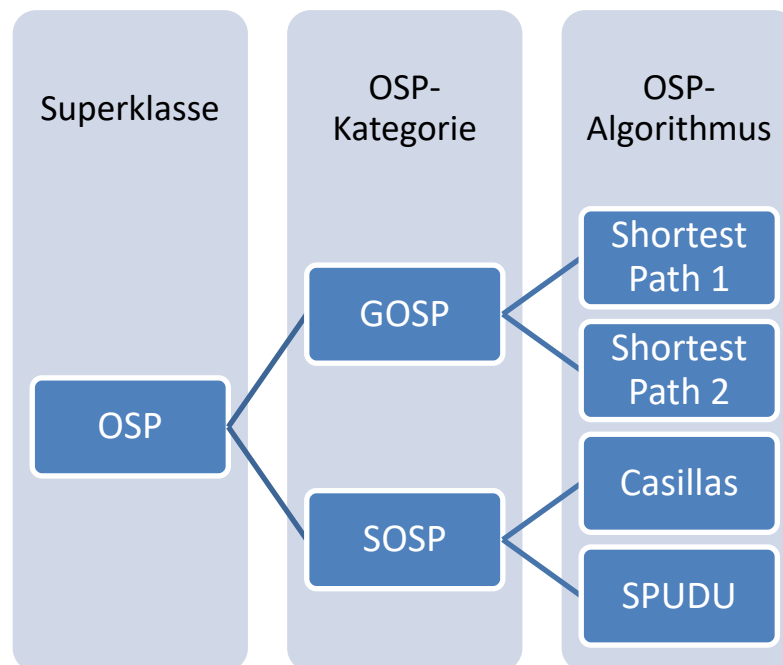 Superklasse
OSP-
Kategorie
OSP-
Algorithmus
OSP
GOSP
SOSP
Shortest
Path 1
Shortest
Path 2
Casillas
SPUDU